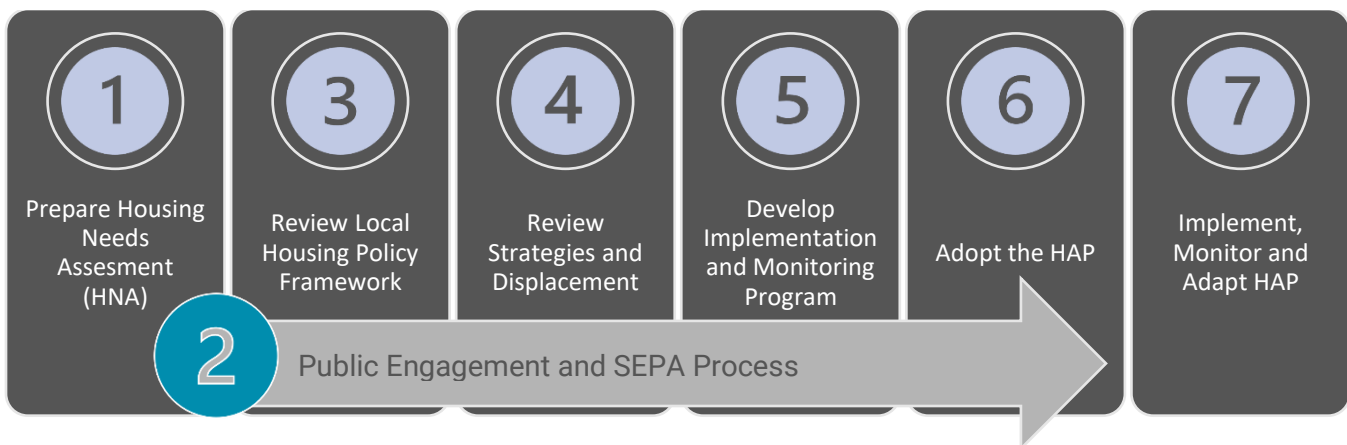 1
Prepare Housing
Needs
Assesment
(HNA)
3
Review Local
Housing Policy
Framework
4
Review
Strategies and
Displacement
5
Develop
Implementation
and Monitoring
Program
6
Adopt the HAP
7
Implement,
Monitor and
Adapt HAP
2
Public Engagement and SEPA Process